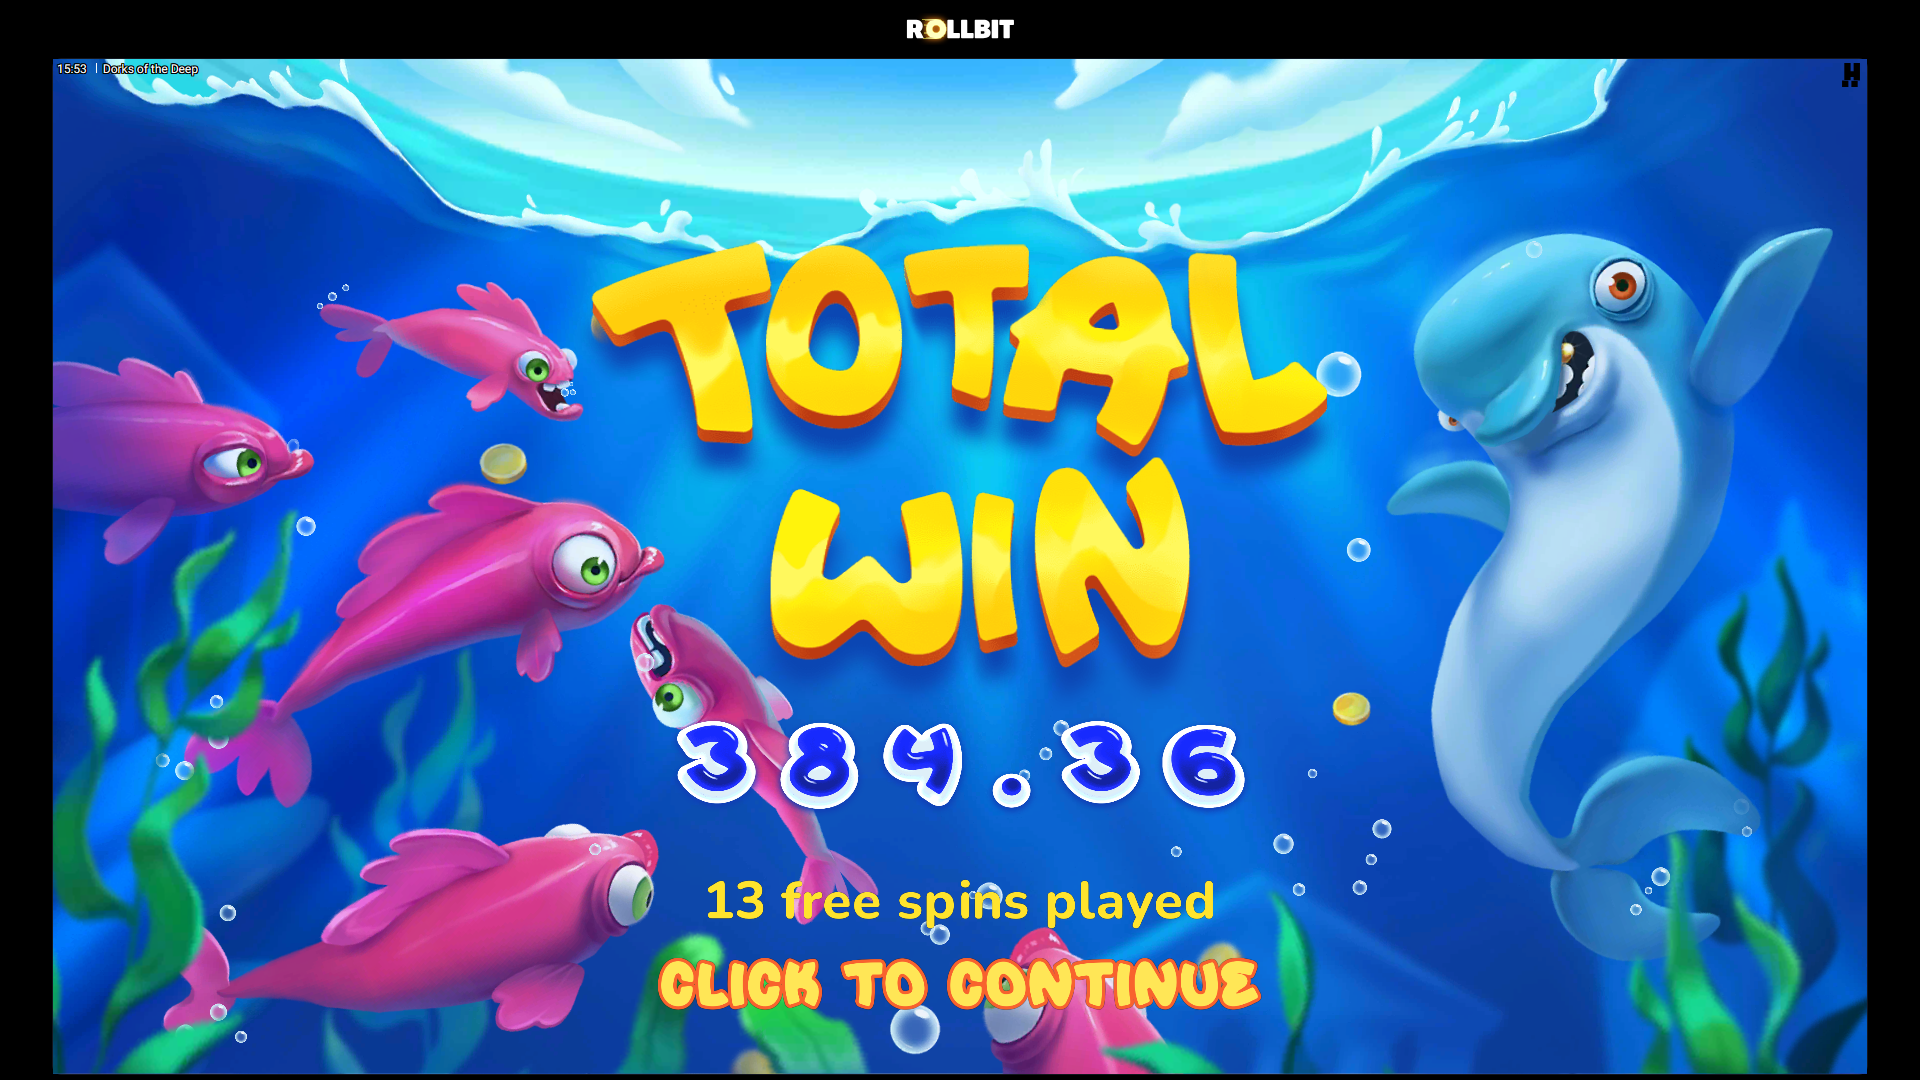 ROLLBIT
15:53 | Dorks of the Deep
TOTAL
WIN
384.36
13 free spins played
CLICK TO CONTINUE